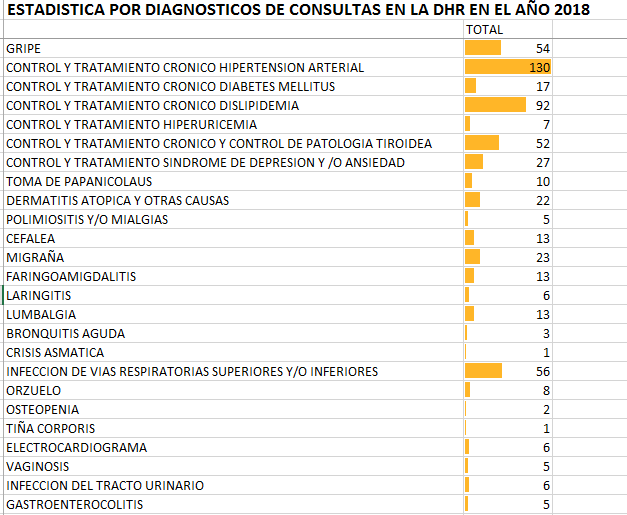 ESTADISTICA POR DIAGNOSTICOS DE CONSULTAS EN LA DHR EN EL AÑO 2018
TOTAL
GRIPE 54
CONTROL Y TRATAMIENTO CRONICO HIPERTENSION ARTERIAL 130
CONTROL Y TRATAMIENTO CRONICO DIABETES MELLITUS 17
CONTROL Y TRATAMIENTO CRONICO DISLIPIDEMIA 92
CONTROL Y TRATAMIENTO HIPERURICEMIA 7
CONTROL Y TRATAMIENTO CRONICO Y CONTROL DE PATOLOGIA TIROIDEA 52
CONTROL Y TRATAMIENTO SINDROME DE DEPRESION Y /O ANSIEDAD 27
TOMA DE PAPANICOLAUS 10
DERMATITIS ATOPICA Y OTRAS CAUSAS 22
POLIMIOSITIS Y/O MIALGIAS 5
CEFALEA 13
MIGRAÑA 23
FARINGOAMIGDALITIS 13
LARINGITIS 6
LUMBALGIA 13
BRONQUITIS AGUDA 3
CRISIS ASMATICA 1
INFECCION DE VIAS RESPIRATORIAS SUPERIORES Y/O INFERIORES 56
ORZUELO 8
OSTEOPENIA 2
TIÑA CORPORIS 1
ELECTROCARDIOGRAMA 6
VAGINOSIS 5
INFECCION DEL TRACTO URINARIO 6
GASTROENTEROCOLITIS 5